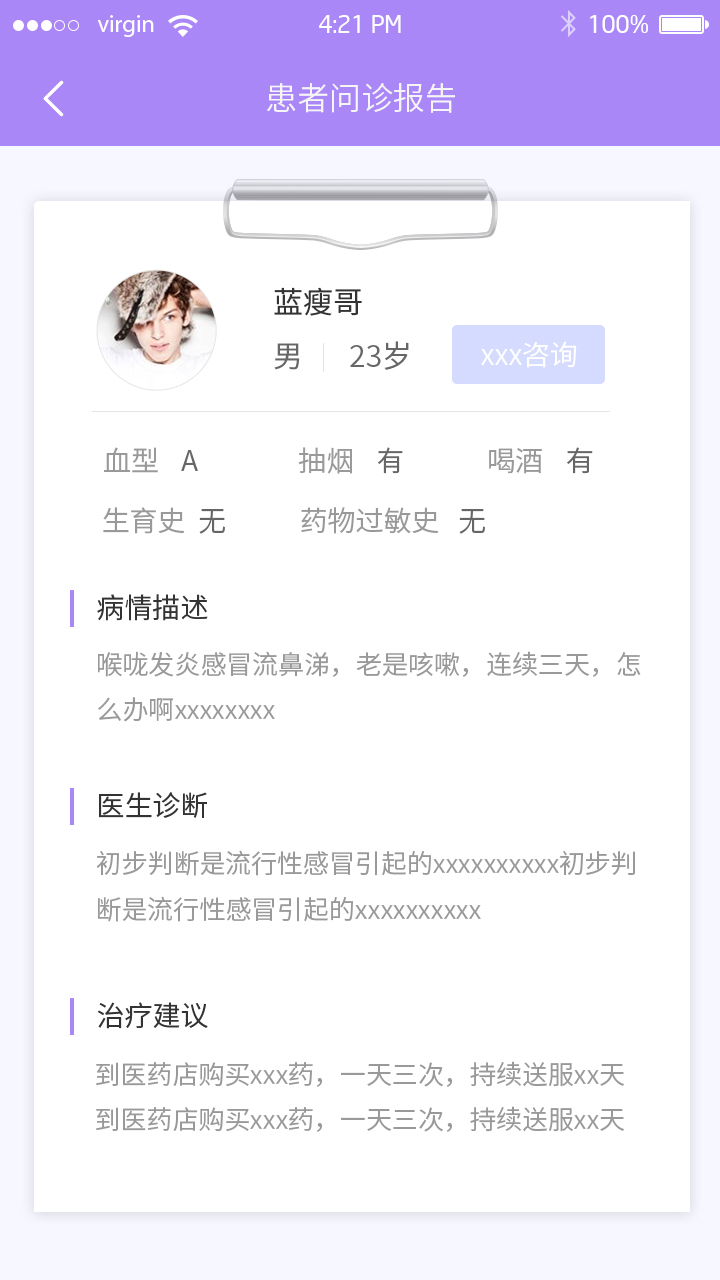 virgin 4:21 PM 100%
患者问诊报告
蓝瘦哥
男 23岁 xxx咨询
血型 A 抽烟 有 喝酒 有
生育史 无 药物过敏史 无
病情描述
喉咙发炎感冒流鼻涕，老是咳嗽，连续三天，怎
么办啊xxxxxxxx
医生诊断
初步判断是流行性感冒引起的xxxxxxxxxx初步判
断是流行性感冒引起的xxxxxxxxxx
治疗建议
到医药店购买xxx药，一天三次，持续送服xx天
到医药店购买xxx药，一天三次，持续送服xx天